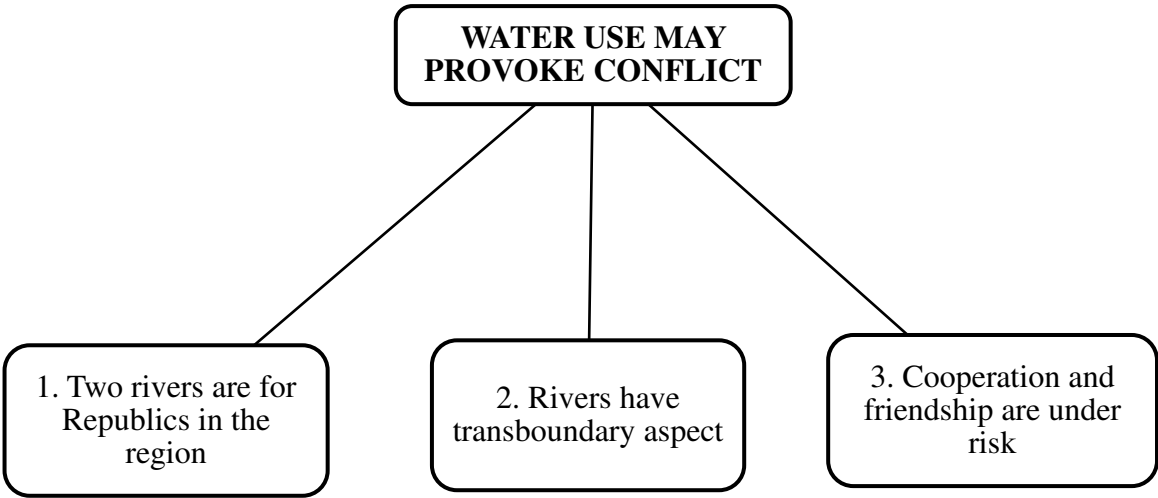 WATER USE MAY
PROVOKE CONFLICT
1. Two rivers are for
Republics in the
region
2. Rivers have
transboundary aspect
3. Cooperation and
friendship are under
risk